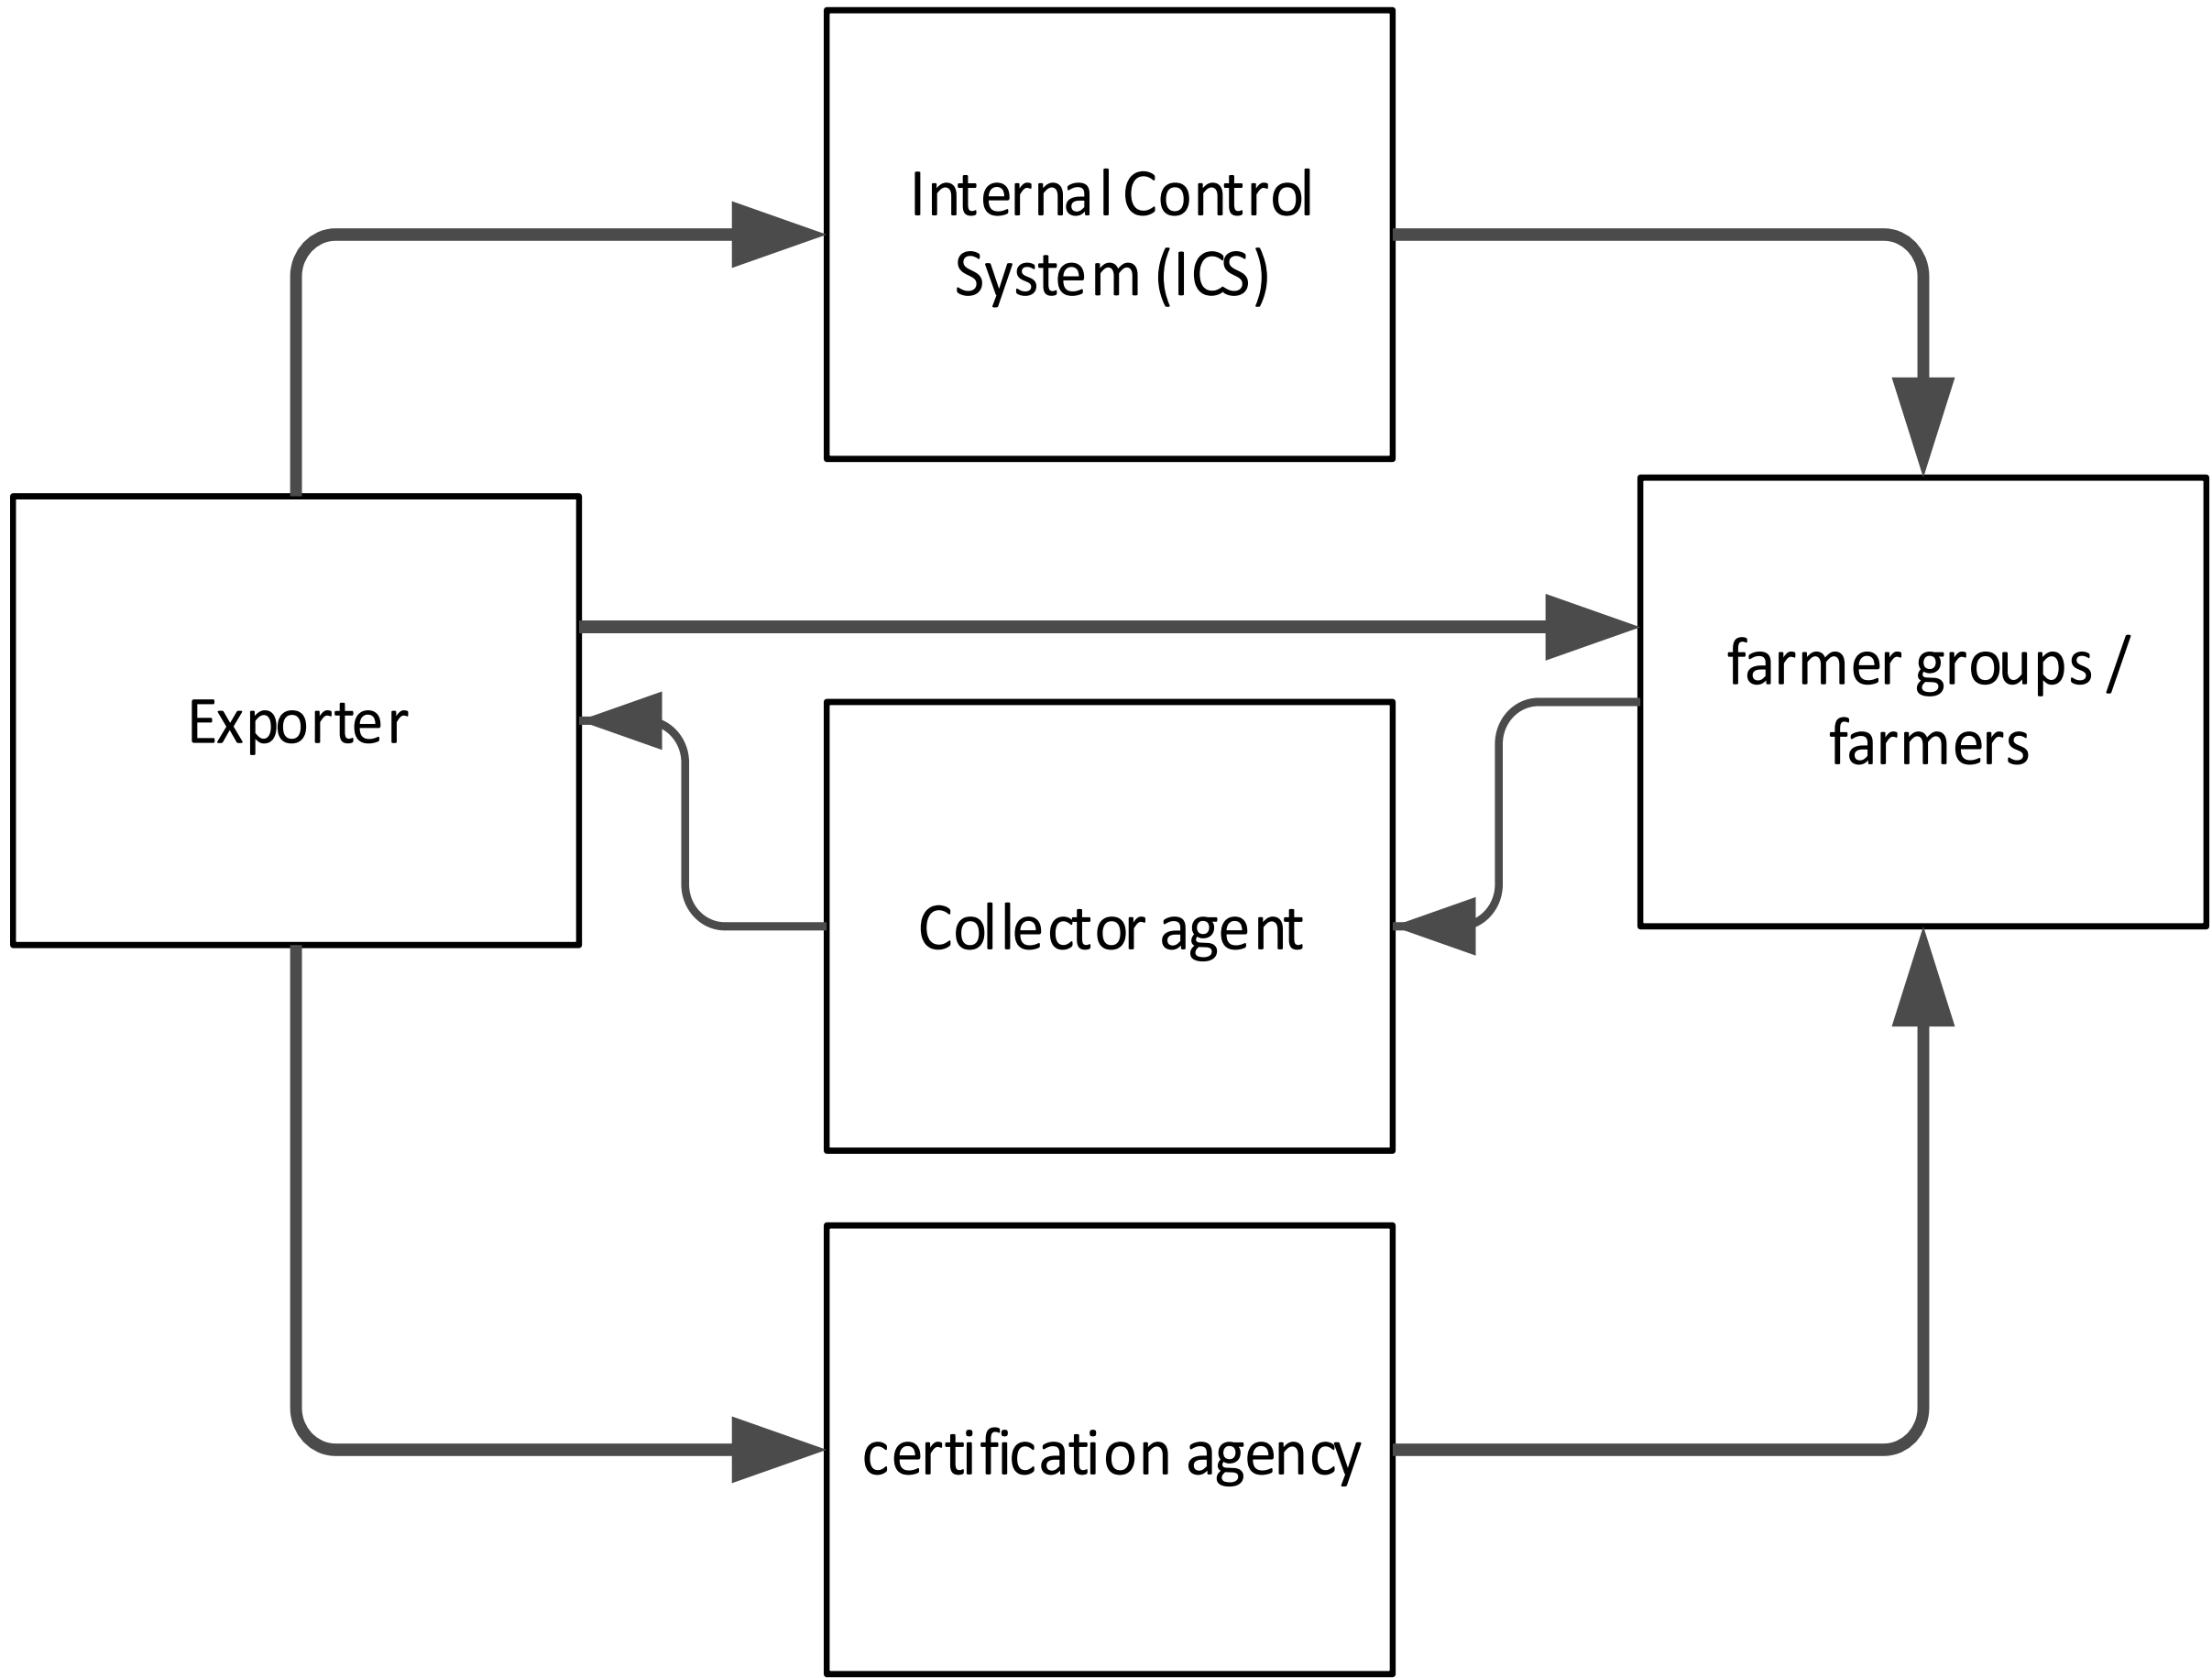 Internal Control
System (ICS)
Exporter
farmer groups /
farmers
Collector agent
certification agency